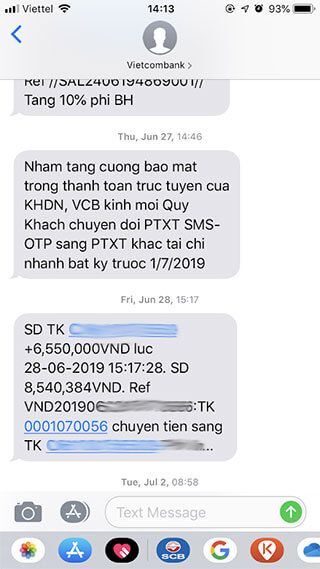 Viettel
14:13
93%
Vietcombank
Ref //SAL2406194869001//
Tang 10% phi BH
Thu, Jun 27, 14:46
Nham tang cuong bao mat
trong thanh toan truc tuyen cua
KHDN, VCB kinh moi Quy
Khach chuyen doi PTXT SMS-
OTP sang PTXT khac tai chi
nhanh bat ky truoc 1/7/2019
Fri, Jun 28, 15:17
SD TK
+6,550,000VND luc
28-06-2019 15:17:28. SD
8,540,384VND. Ref
VND20190 :TK
0001070056 chuyen tien sang
TK ...
Tue, Jul 2, 08:58
Text Message
SCB
G
K